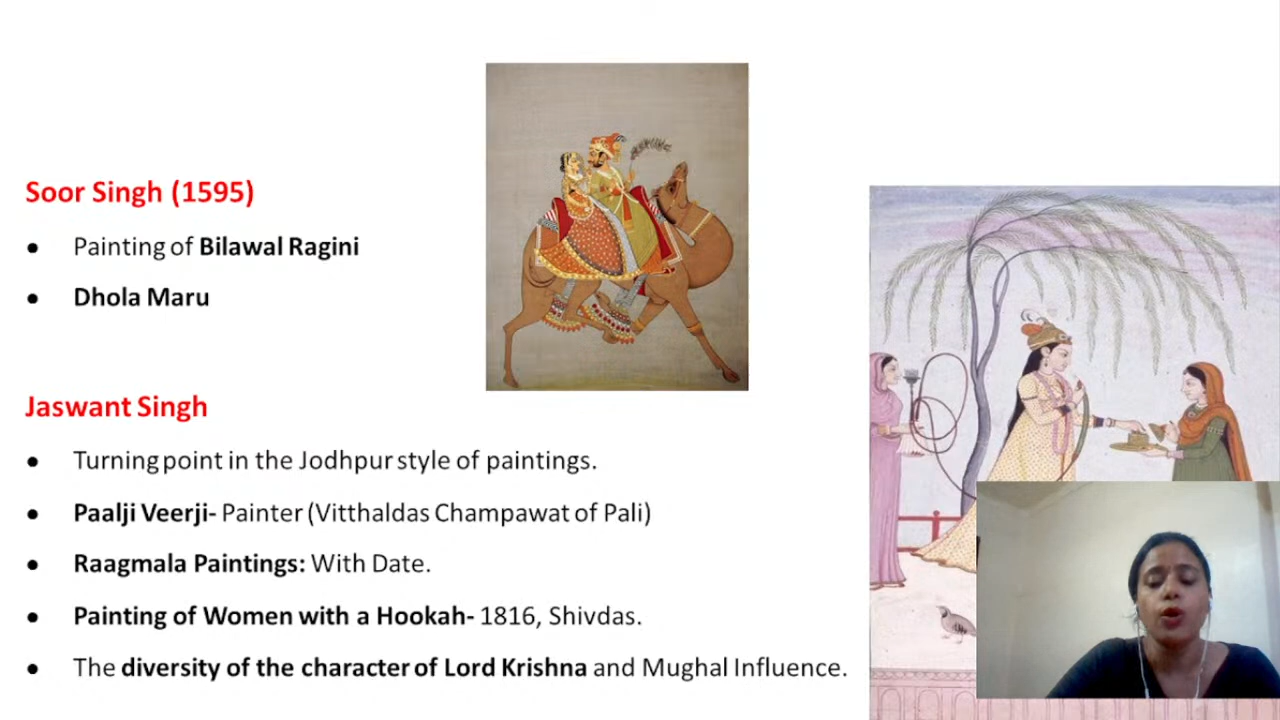 Soor Singh (1595)
• Painting of Bilawal Ragini
• Dhola Maru
Jaswant Singh
• Turning point in the Jodhpur style of paintings.
• Paalji Veerji- Painter (Vitthaldas Champawat of Pali)
• Raagmala Paintings: With Date.
• Painting of Women with a Hookah- 1816, Shivdas.
• The diversity of the character of Lord Krishna and Mughal Influence.